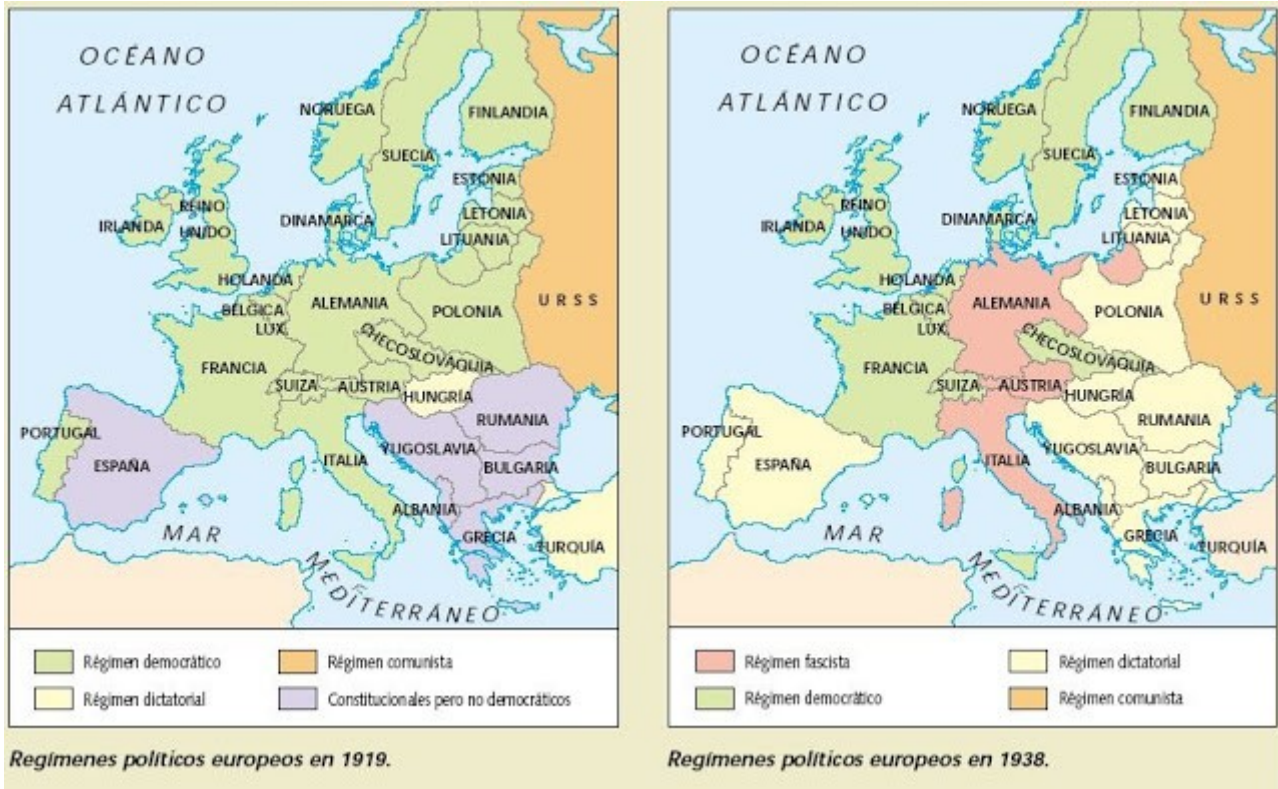 OCÉANO
ATLÁNTICO
NORUEGA
FINLANDIA
SUECIA
ESTONIA
LETONIA
LITUANIA
DINAMARCA
IRLANDA
REINO
UNIDO
HOLANDA
BÉLGICA
LUX.
ALEMANIA
POLONIA
URSS
CHECOSLOVAQUIA
FRANCIA
SUIZA
AUSTRIA
HUNGRÍA
RUMANIA
PORTUGAL
ESPAÑA
ITALIA
YUGOSLAVIA
BULGARIA
ALBANIA
GRECIA
TURQUÍA
MAR
MEDITERRÁNEO
Régimen democrático
Régimen comunista
Régimen dictatorial
Constitucionales pero no democráticos
Regímenes políticos europeos en 1919.
OCÉANO
ATLÁNTICO
NORUEGA
FINLANDIA
SUECIA
ESTONIA
LETONIA
LITUANIA
DINAMARCA
IRLANDA
REINO
UNIDO
HOLANDA
BÉLGICA
LUX.
ALEMANIA
POLONIA
URSS
CHECOSLOVAQUIA
FRANCIA
SUIZA
AUSTRIA
HUNGRÍA
RUMANIA
PORTUGAL
ESPAÑA
ITALIA
YUGOSLAVIA
BULGARIA
ALBANIA
GRECIA
TURQUÍA
MAR
MEDITERRÁNEO
Régimen fascista
Régimen dictatorial
Régimen democrático
Régimen comunista
Regímenes políticos europeos en 1938.